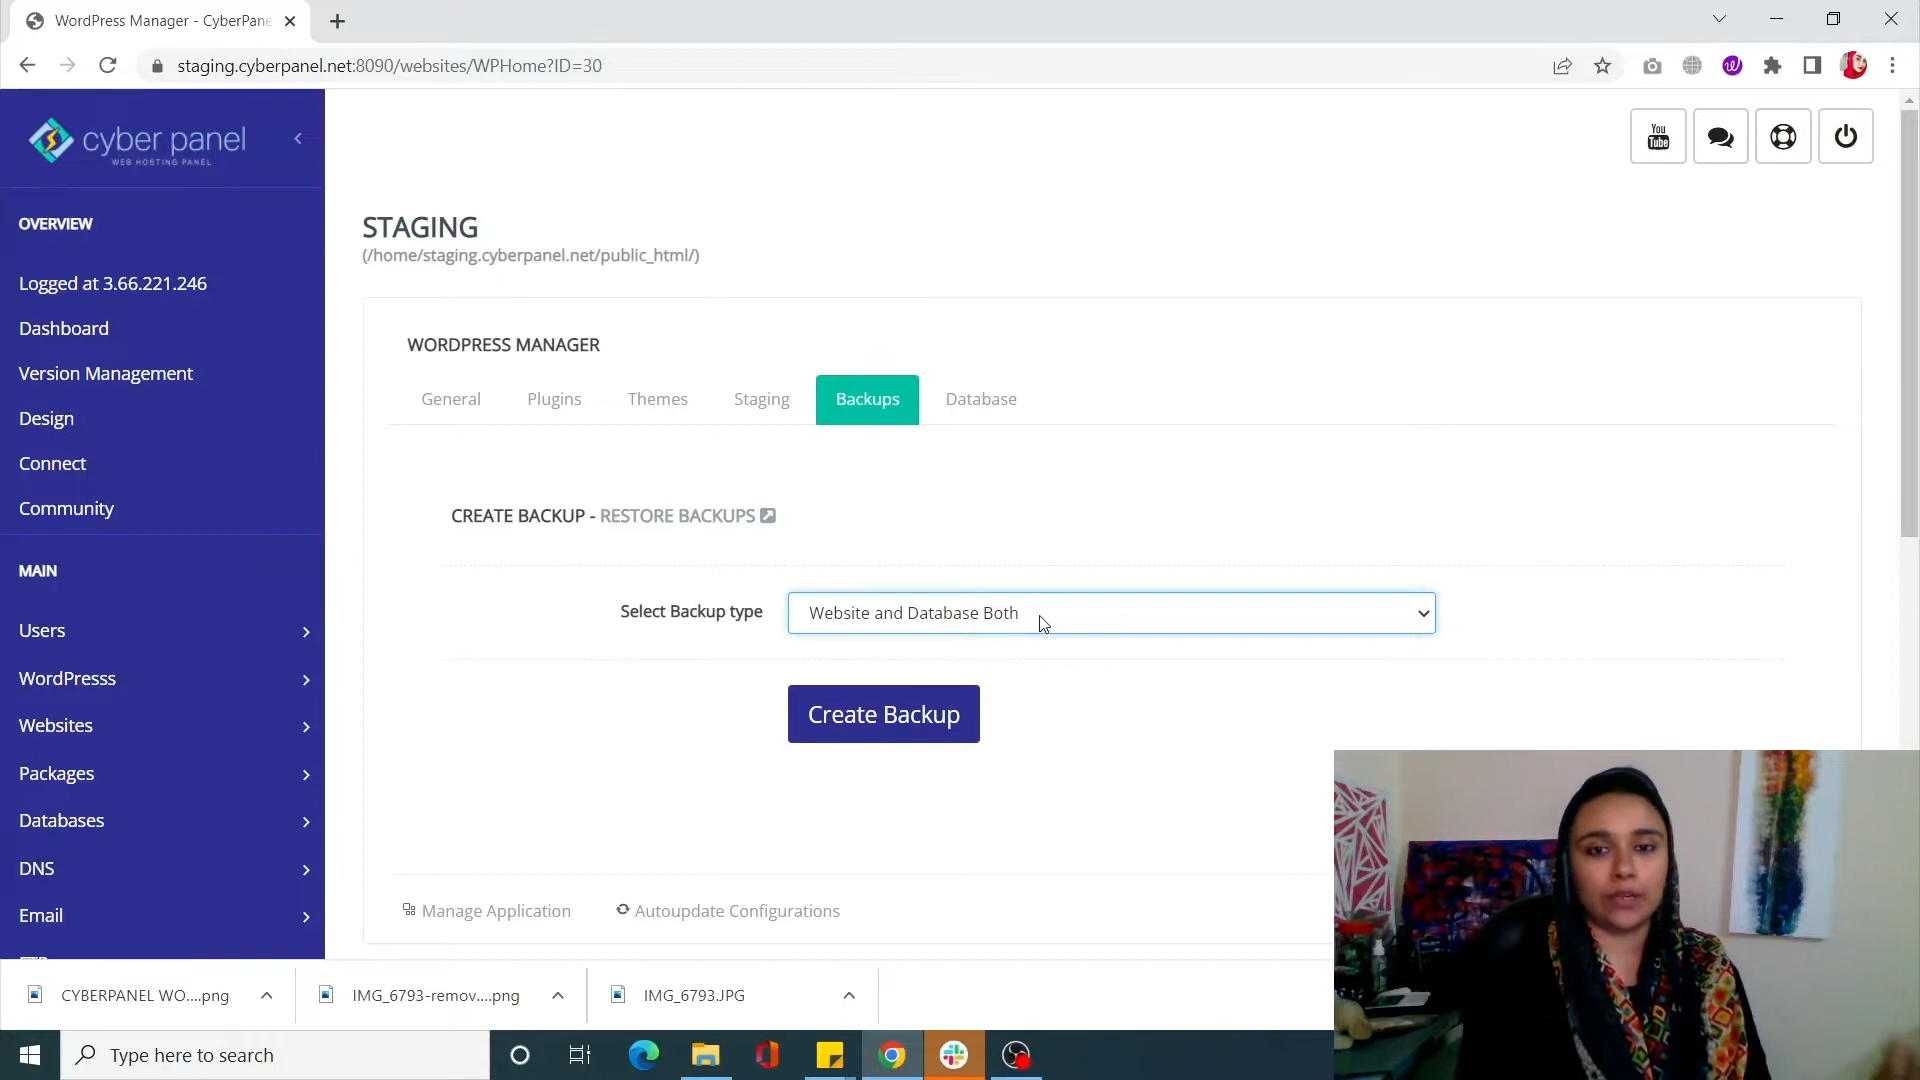 WordPress Manager - CyberPane
staging.cyberpanel.net:8090/websites/WPHome?ID=30
cyber panel
WEB HOSTING PANEL
You
Tube
OVERVIEW
Logged at 3.66.221.246
Dashboard
Version Management
Design
Connect
Community
MAIN
Users
WordPresss
Websites
Packages
Databases
DNS
Email
STAGING
(/home/staging.cyberpanel.net/public_html/)
WORDPRESS MANAGER
General Plugins Themes Staging Backups Database
CREATE BACKUP - RESTORE BACKUPS
Select Backup type Website and Database Both
Create Backup
Manage Application Autoupdate Configurations
CYBERPANEL WO....png IMG_6793-remov....png IMG_6793.JPG
Type here to search